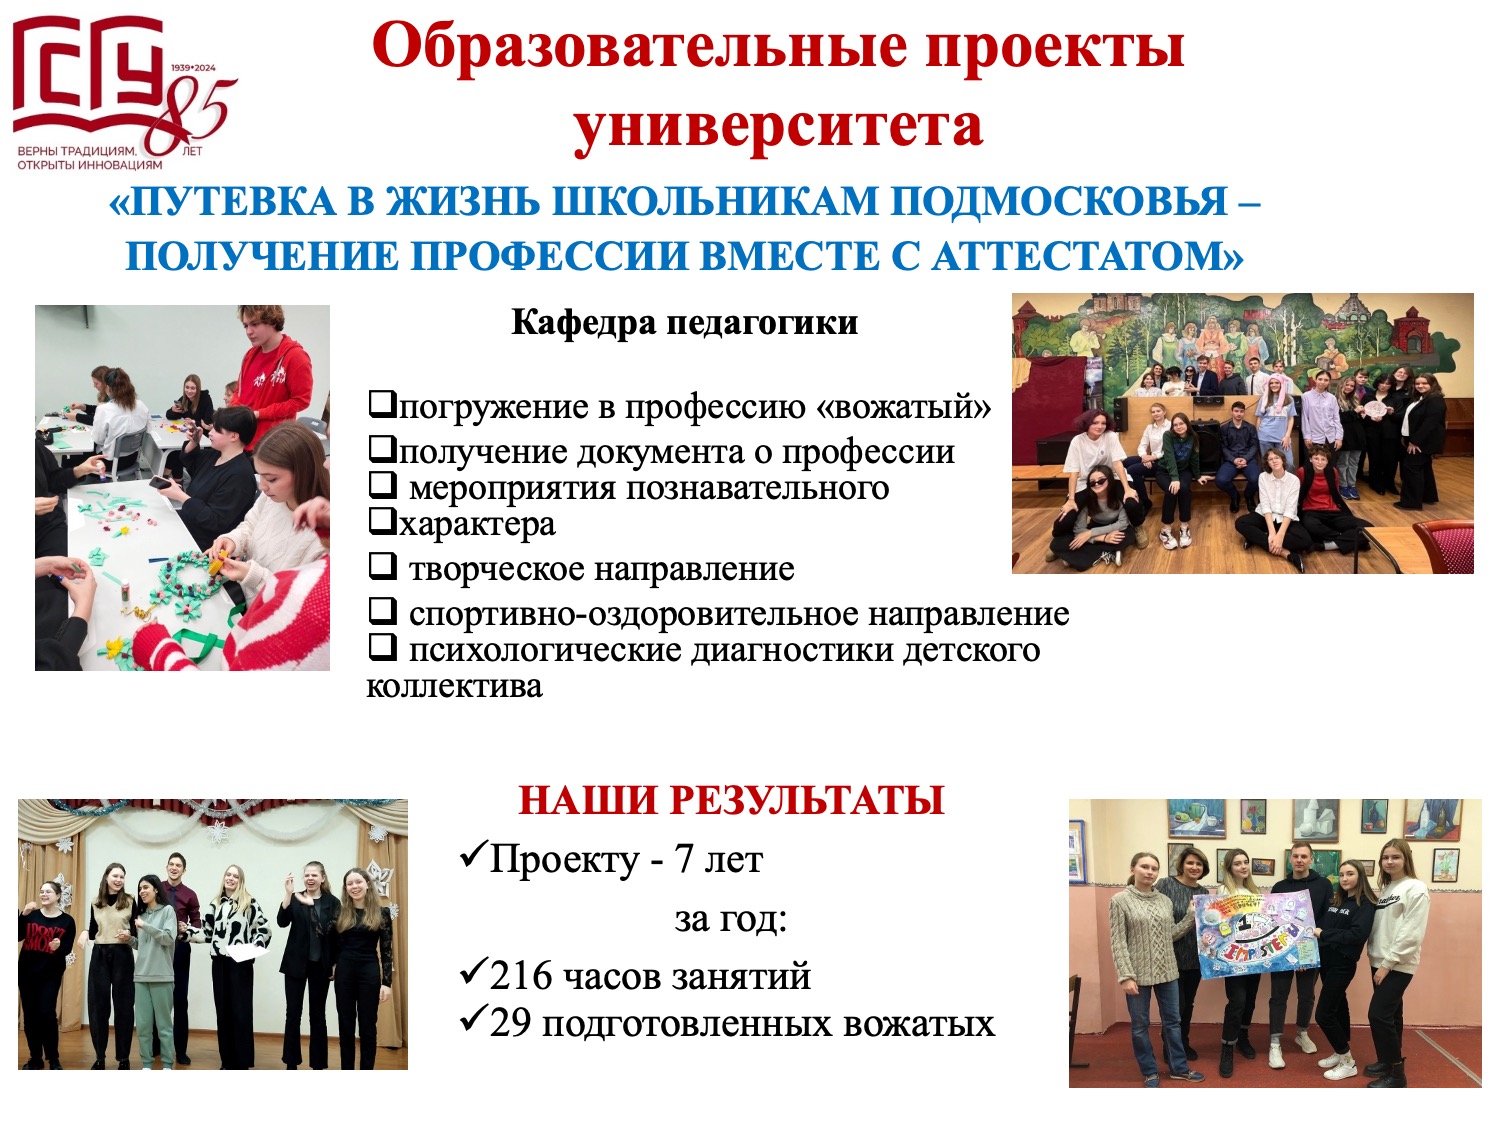 ГСГУ
1939•2024
85
ЛЕТ
ВЕРНЫ ТРАДИЦИЯМ,
ОТКРЫТЫ ИННОВАЦИЯМ
Образовательные проекты
университета
«ПУТЕВКА В ЖИЗНЬ ШКОЛЬНИКАМ ПОДМОСКОВЬЯ –
ПОЛУЧЕНИЕ ПРОФЕССИИ ВМЕСТЕ С АТТЕСТАТОМ»
Кафедра педагогики
погружение в профессию «вожатый»
получение документа о профессии
мероприятия познавательного
характера
творческое направление
спортивно-оздоровительное направление
психологические диагностики детского
коллектива
НАШИ РЕЗУЛЬТАТЫ
Проекту - 7 лет
за год:
216 часов занятий
29 подготовленных вожатых
I DON'T
IMPOSTERЫ